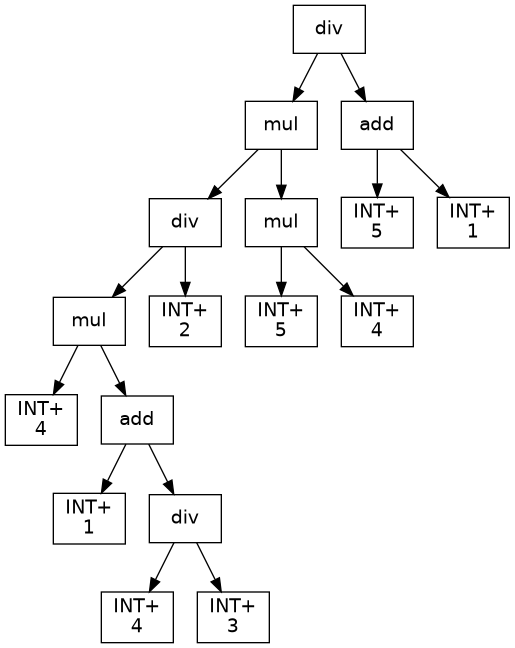 div
mul
add
div
mul
INT+
5
INT+
1
mul
INT+
2
INT+
5
INT+
4
INT+
4
add
INT+
1
div
INT+
4
INT+
3